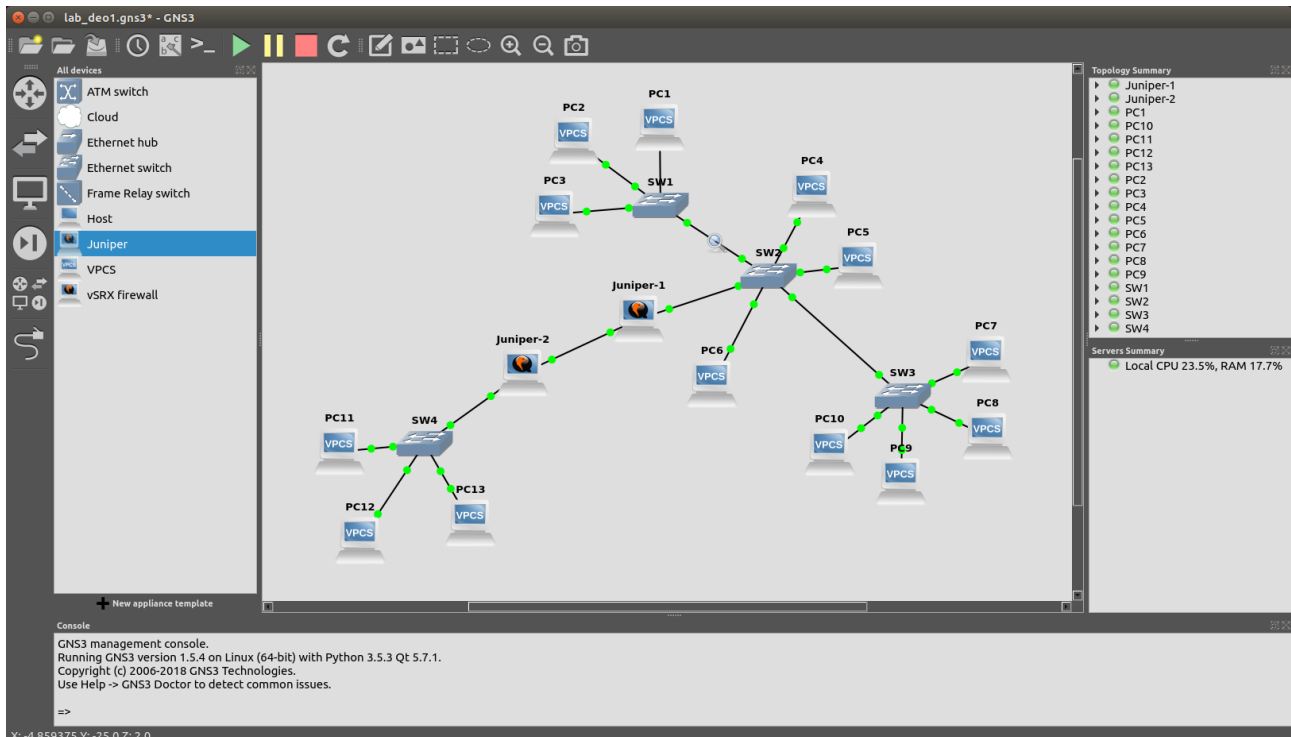 lab_deo1.gns3* - GNS3
All devices
ATM switch
Cloud
Ethernet hub
Ethernet switch
Frame Relay switch
Host
Juniper
VPCS
vSRX firewall
New appliance template
PC1
VPCS
PC2
VPCS
PC3
VPCS
SW1
PC4
VPCS
PC5
VPCS
SW2
Juniper-1
Juniper-2
PC6
VPCS
PC7
VPCS
SW3
PC8
VPCS
PC10
VPCS
PC9
VPCS
PC11
VPCS
SW4
PC12
VPCS
PC13
VPCS
Topology Summary
Juniper-1
Juniper-2
PC1
PC10
PC11
PC12
PC13
PC2
PC3
PC4
PC5
PC6
PC7
PC8
PC9
SW1
SW2
SW3
SW4
Servers Summary
Local CPU 23.5%, RAM 17.7%
Console
GNS3 management console.
Running GNS3 version 1.5.4 on Linux (64-bit) with Python 3.5.3 Qt 5.7.1.
Copyright (c) 2006-2018 GNS3 Technologies.
Use Help -> GNS3 Doctor to detect common issues.
=>
X: -4.859375 Y: -25.0 Z: 2.0